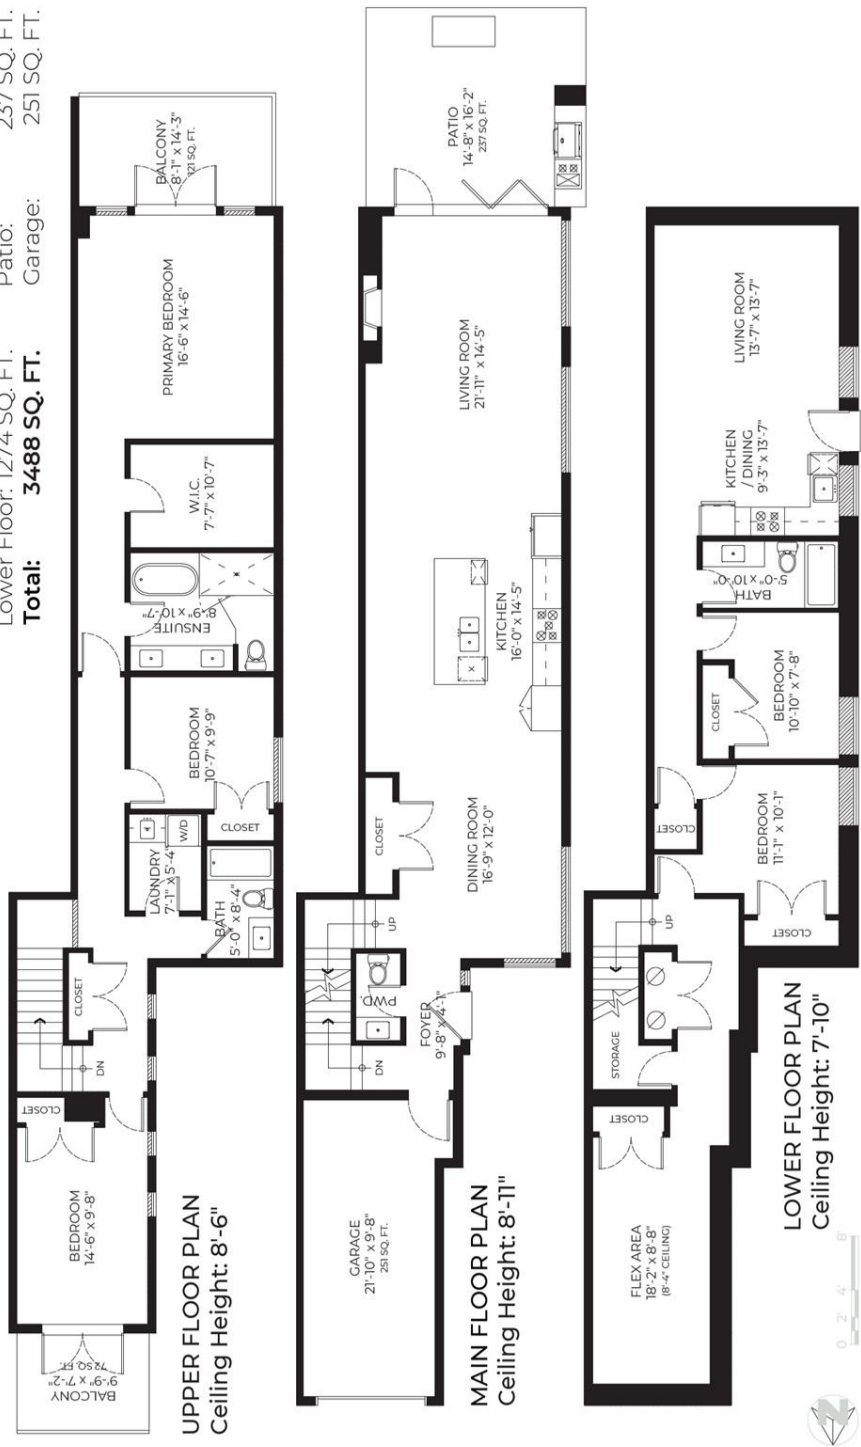 Lower Floor: 1274 SQ. FT.
Total: 3488 SQ. FT.
Patio: 237 SQ. FT.
Garage: 251 SQ. FT.
BALCONY
9'-9" x 7'-2"
72 SQ. FT.
BEDROOM
14'-6" x 9'-8"
CLOSET
DN
CLOSET
LAUNDRY
7'-1" x 5'-4"
W/D
BATH
5'-0" x 8'-4"
CLOSET
BEDROOM
10'-7" x 9'-9"
ENSUITE
8'-9" x 10'-7"
W.I.C.
7'-7" x 10'-7"
PRIMARY BEDROOM
16'-6" x 14'-6"
BALCONY
8'-1" x 14'-3"
121 SQ. FT.
UPPER FLOOR PLAN
Ceiling Height: 8'-6"
GARAGE
21'-10" x 9'-8"
251 SQ. FT.
DN
UP
PWD.
FOYER
9'-8" x 4'-1"
CLOSET
DINING ROOM
16'-9" x 12'-0"
KITCHEN
16'-0" x 14'-5"
LIVING ROOM
21'-11" x 14'-5"
PATIO
14'-8" x 16'-2"
237 SQ. FT.
MAIN FLOOR PLAN
Ceiling Height: 8'-11"
FLEX AREA
18'-2" x 8'-8"
(8'-4" CEILING)
CLOSET
STORAGE
UP
CLOSET
CLOSET
BEDROOM
11'-1" x 10'-1"
CLOSET
BEDROOM
10'-10" x 7'-8"
BATH
5'-0" x 10'-0"
KITCHEN
/ DINING
9'-3" x 13'-7"
LIVING ROOM
13'-7" x 13'-7"
LOWER FLOOR PLAN
Ceiling Height: 7'-10"
0 2' 4' 8'
N